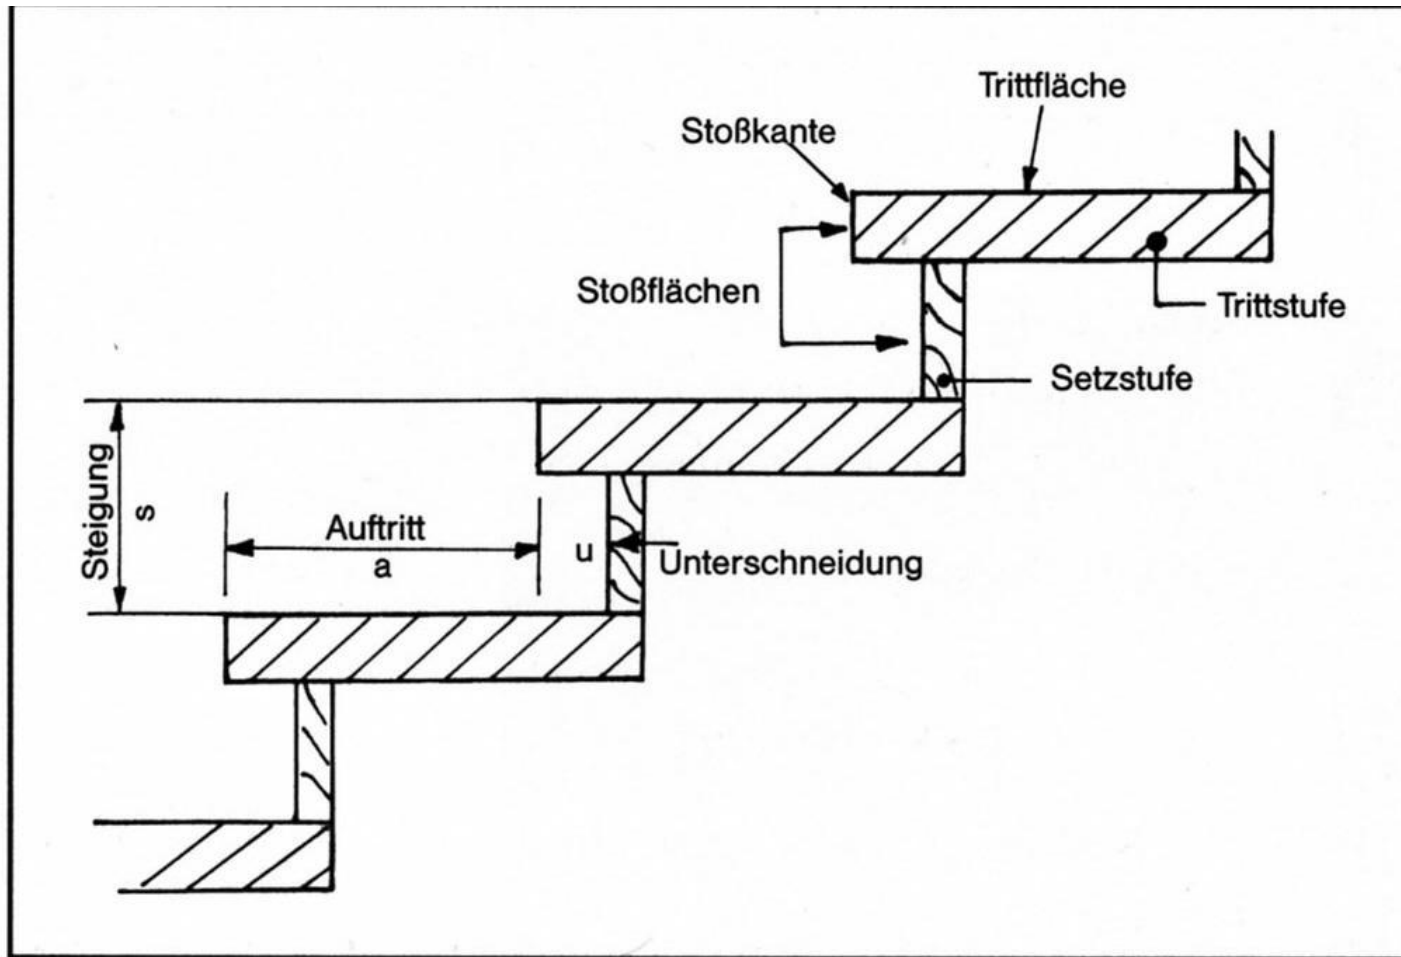 Trittfläche
Stoßkante
Stoßflächen
Trittstufe
Setzstufe
Steigung
s
Auftritt
a
u
Unterschneidung